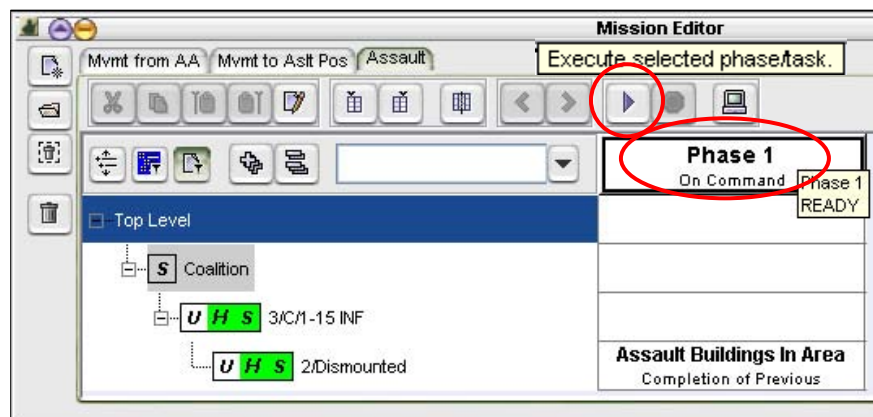 Mission Editor
Mvmt from AA Mvmt to Aslt Pos Assault
Execute selected phase/task.
Phase 1
On Command
Phase 1
READY
Top Level
S Coalition
U H S 3/C/1-15 INF
U H S 2/Dismounted
Assault Buildings In Area
Completion of Previous